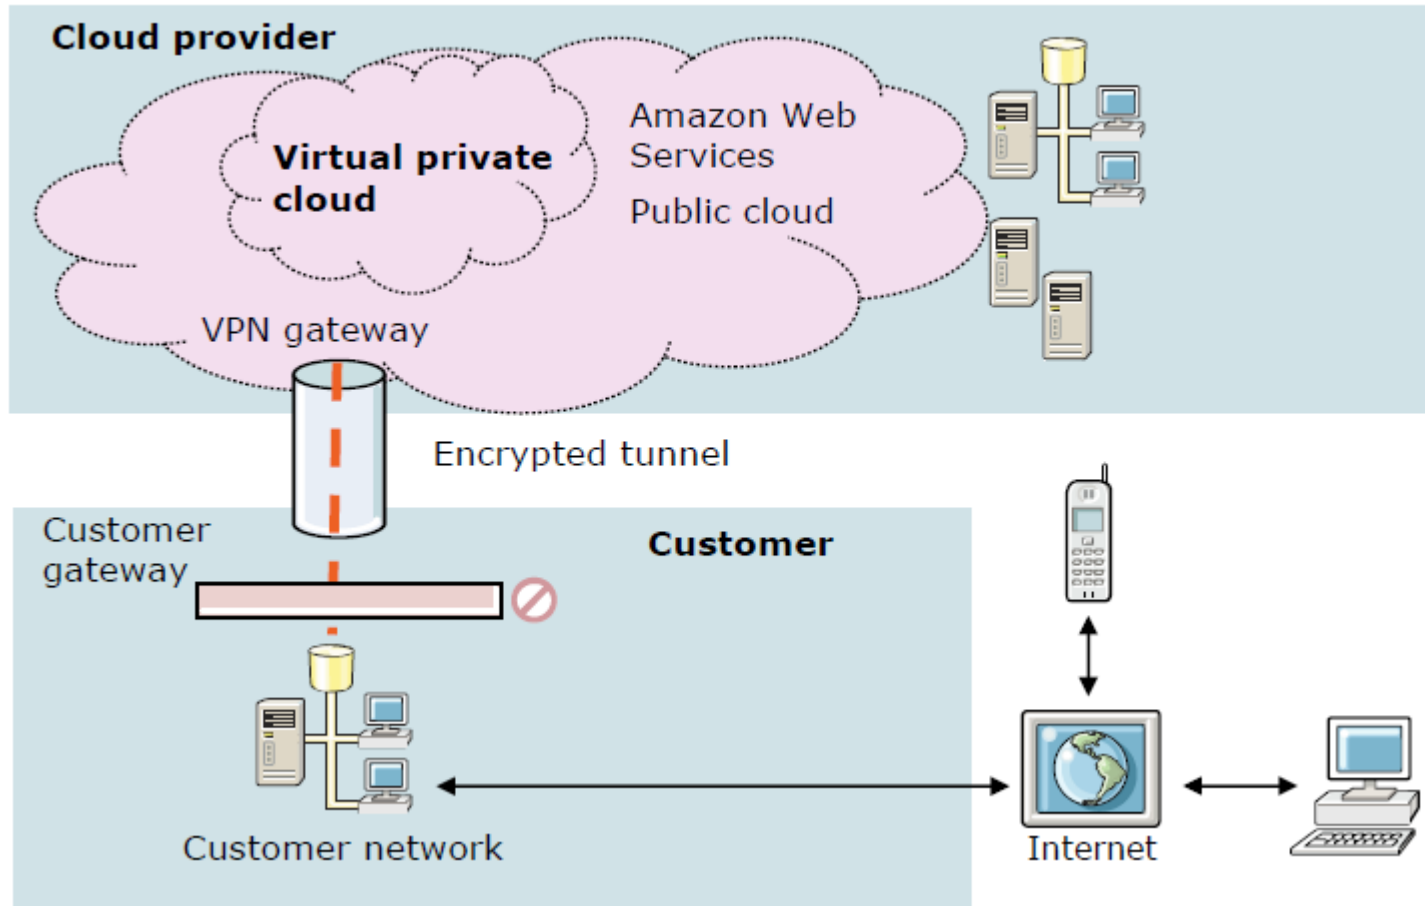 Cloud provider
Amazon Web
Services
Virtual private
cloud
Public cloud
VPN gateway
Encrypted tunnel
Customer
gateway
Customer
Customer network
Internet